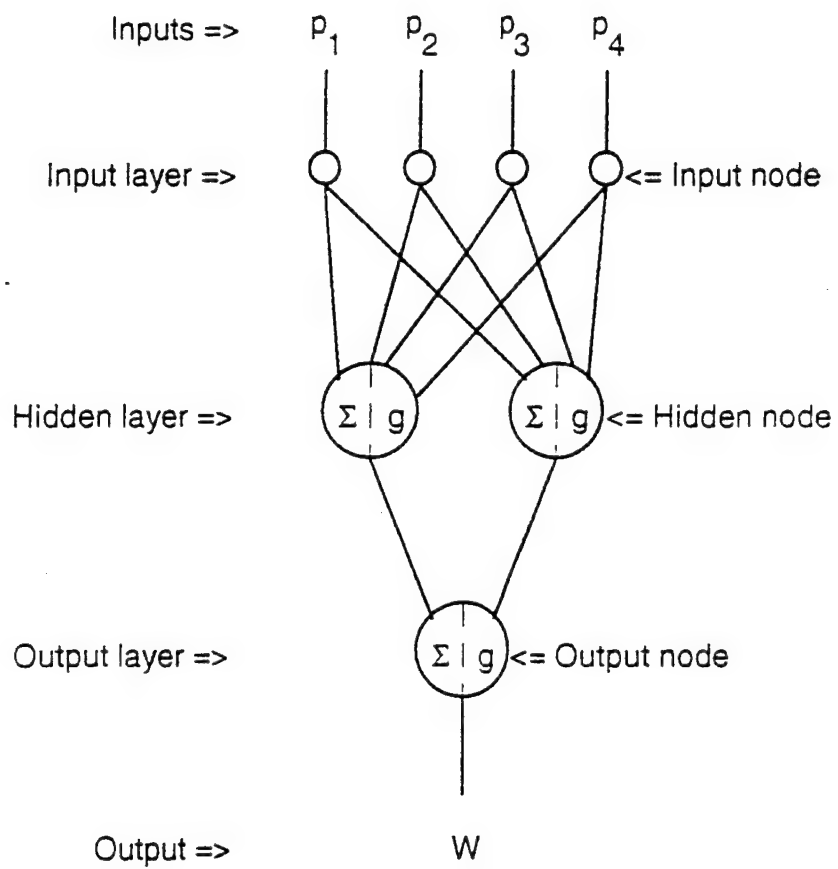 Inputs => p1 p2 p3 p4
Input layer => <= Input node
Hidden layer => Σ | g Σ | g <= Hidden node
Output layer => Σ | g <= Output node
Output => W